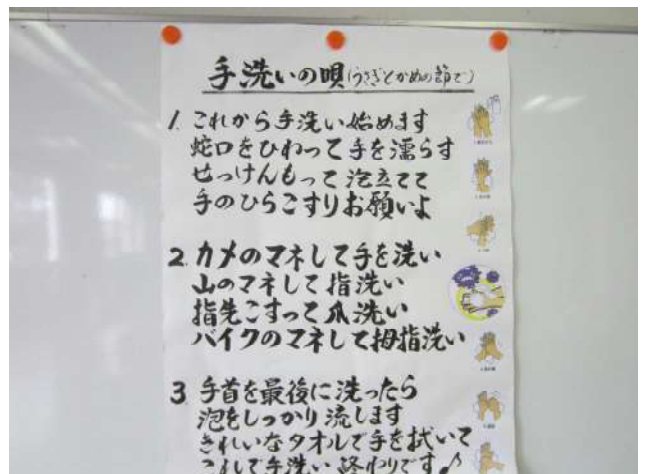 手洗いの唄(うさぎとかめの節で)
1. これから手洗い始めます
蛇口をひねって手を濡らす
せっけんもって泡立てて
手のひらこすりお願いよ
2. カメのマネして手を洗い
山のマネして指洗い
指先こすって爪洗い
バイクのマネして拇指洗い
3 手首を最後に洗ったら
泡をしっかり流します
きれいなタオルで手を拭いて
これで手洗い終わりです♪